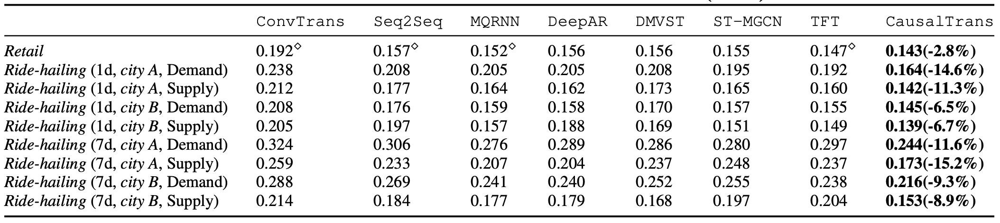 ConvTrans Seq2Seq MQRNN DeepAR DMVST ST-MGCN TFT CausalTrans
Retail 0.192◇ 0.157◇ 0.152◇ 0.156 0.156 0.155 0.147◇ 0.143(-2.8%)
Ride-hailing (1d, city A, Demand) 0.238 0.208 0.205 0.205 0.208 0.195 0.192 0.164(-14.6%)
Ride-hailing (1d, city A, Supply) 0.212 0.177 0.164 0.162 0.173 0.165 0.160 0.142(-11.3%)
Ride-hailing (1d, city B, Demand) 0.208 0.176 0.159 0.158 0.170 0.157 0.155 0.145(-6.5%)
Ride-hailing (1d, city B, Supply) 0.205 0.197 0.157 0.188 0.169 0.151 0.149 0.139(-6.7%)
Ride-hailing (7d, city A, Demand) 0.324 0.306 0.276 0.289 0.286 0.280 0.297 0.244(-11.6%)
Ride-hailing (7d, city A, Supply) 0.259 0.233 0.207 0.204 0.237 0.248 0.237 0.173(-15.2%)
Ride-hailing (7d, city B, Demand) 0.288 0.269 0.241 0.240 0.252 0.255 0.238 0.216(-9.3%)
Ride-hailing (7d, city B, Supply) 0.214 0.184 0.177 0.179 0.168 0.197 0.204 0.153(-8.9%)